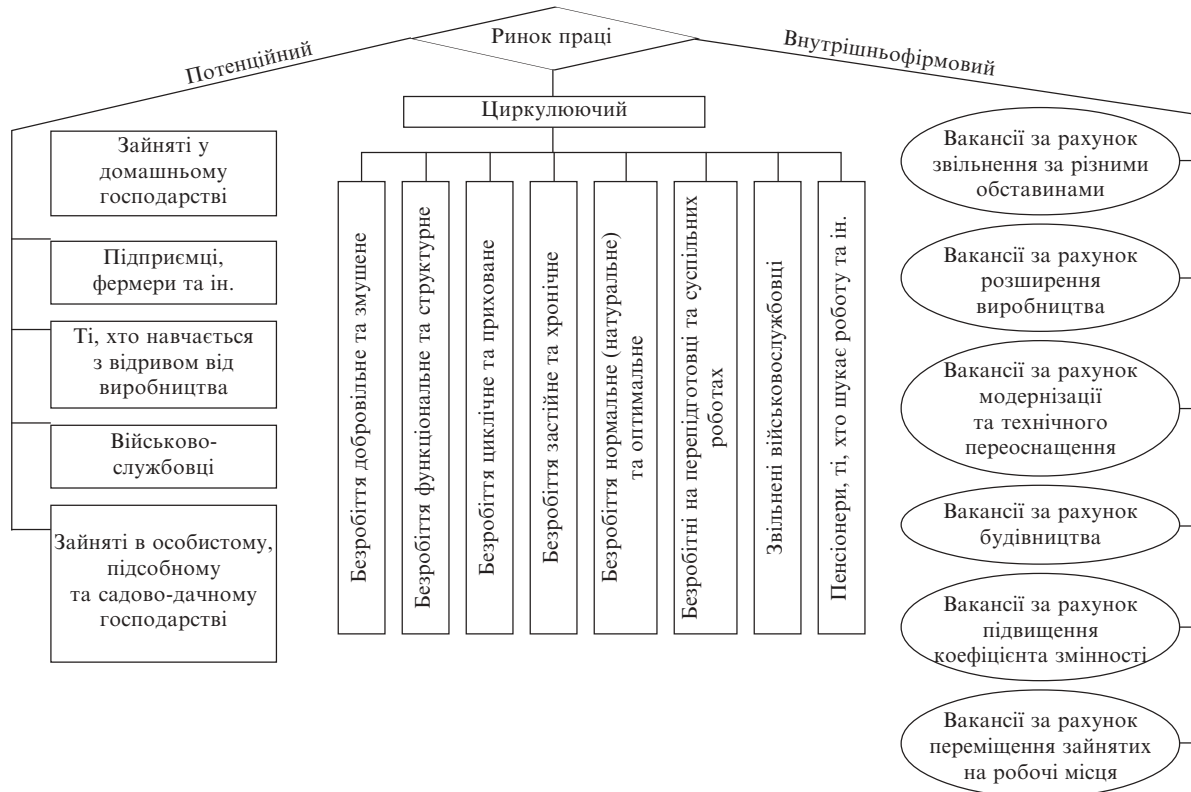 Ринок праці
Потенційний
Внутрішньофірмовий
Циркулюючий
Зайняті у
домашньому
господарстві
Підприємці,
фермери та ін.
Ті, хто навчається
з відривом від
виробництва
Військово-
службовці
Зайняті в особистому,
підсобному
та садово-дачному
господарстві
Безробіття добровільне та змушене
Безробіття функціональне та структурне
Безробіття циклічне та приховане
Безробіття застійне та хронічне
Безробіття нормальне (натуральне)
та оптимальне
Безробітні на перепідготовці та суспільних
роботах
Звільнені військовослужбовці
Пенсіонери, ті, хто шукає роботу та ін.
Вакансії за рахунок
звільнення за різними
обставинами
Вакансії за рахунок
розширення
виробництва
Вакансії за рахунок
модернізації
та технічного
переоснащення
Вакансії за рахунок
будівництва
Вакансії за рахунок
підвищення
коефіцієнта змінності
Вакансії за рахунок
переміщення зайнятих
на робочі місця